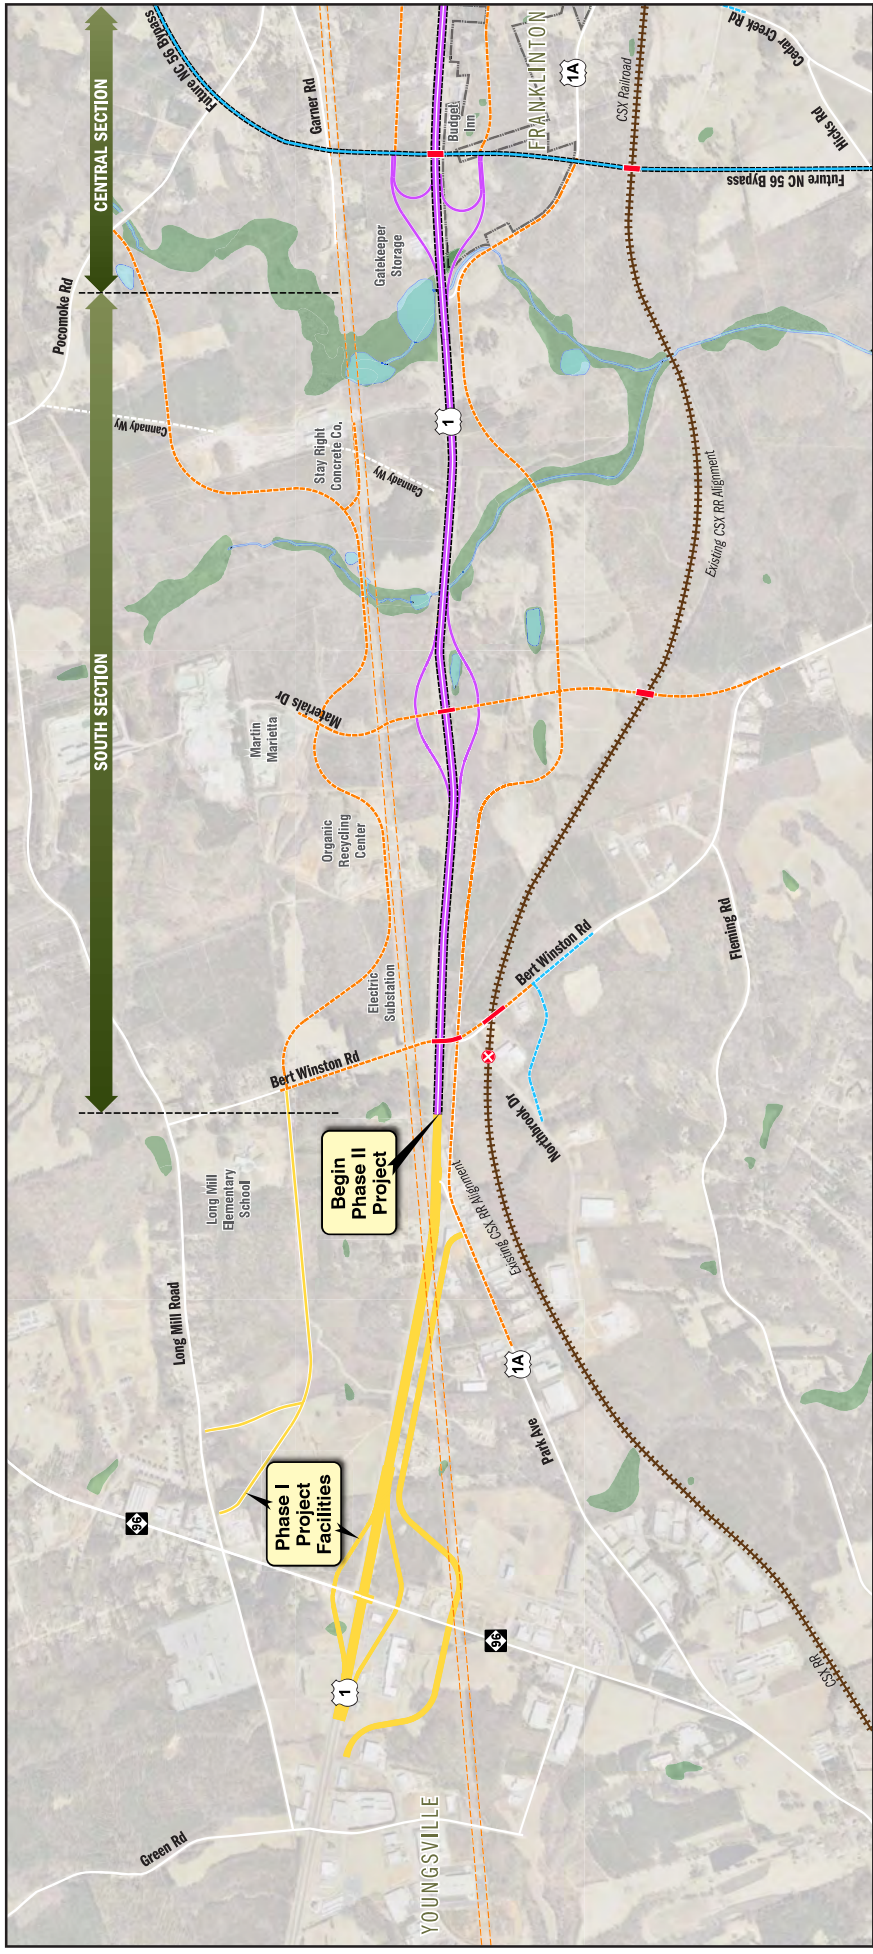 Future NC 56 Bypass
Garner Rd
Budget
Inn
FRANKLINTON
1A
CSX Railroad
Cedar Creek Rd
Hicks Rd
Future NC 56 Bypass
CENTRAL SECTION
Pocomoke Rd
Gatekeeper
Storage
Cannady Wy
Stay Right
Concrete Co.
Cannady Wy
1
Existing CSX RR Alignment
SOUTH SECTION
Materials Dr
Martin
Marietta
Organic
Recycling
Center
Electric
Substation
Bert Winston Rd
Bert Winston Rd
Fleming Rd
Northbrook Dr
Long Mill
Elementary
School
Begin
Phase II
Project
Existing CSX RR Alignment
Long Mill Road
1A
Park Ave
Phase I
Project
Facilities
96
96
1
CSX RR
Green Rd
YOUNGSVILLE